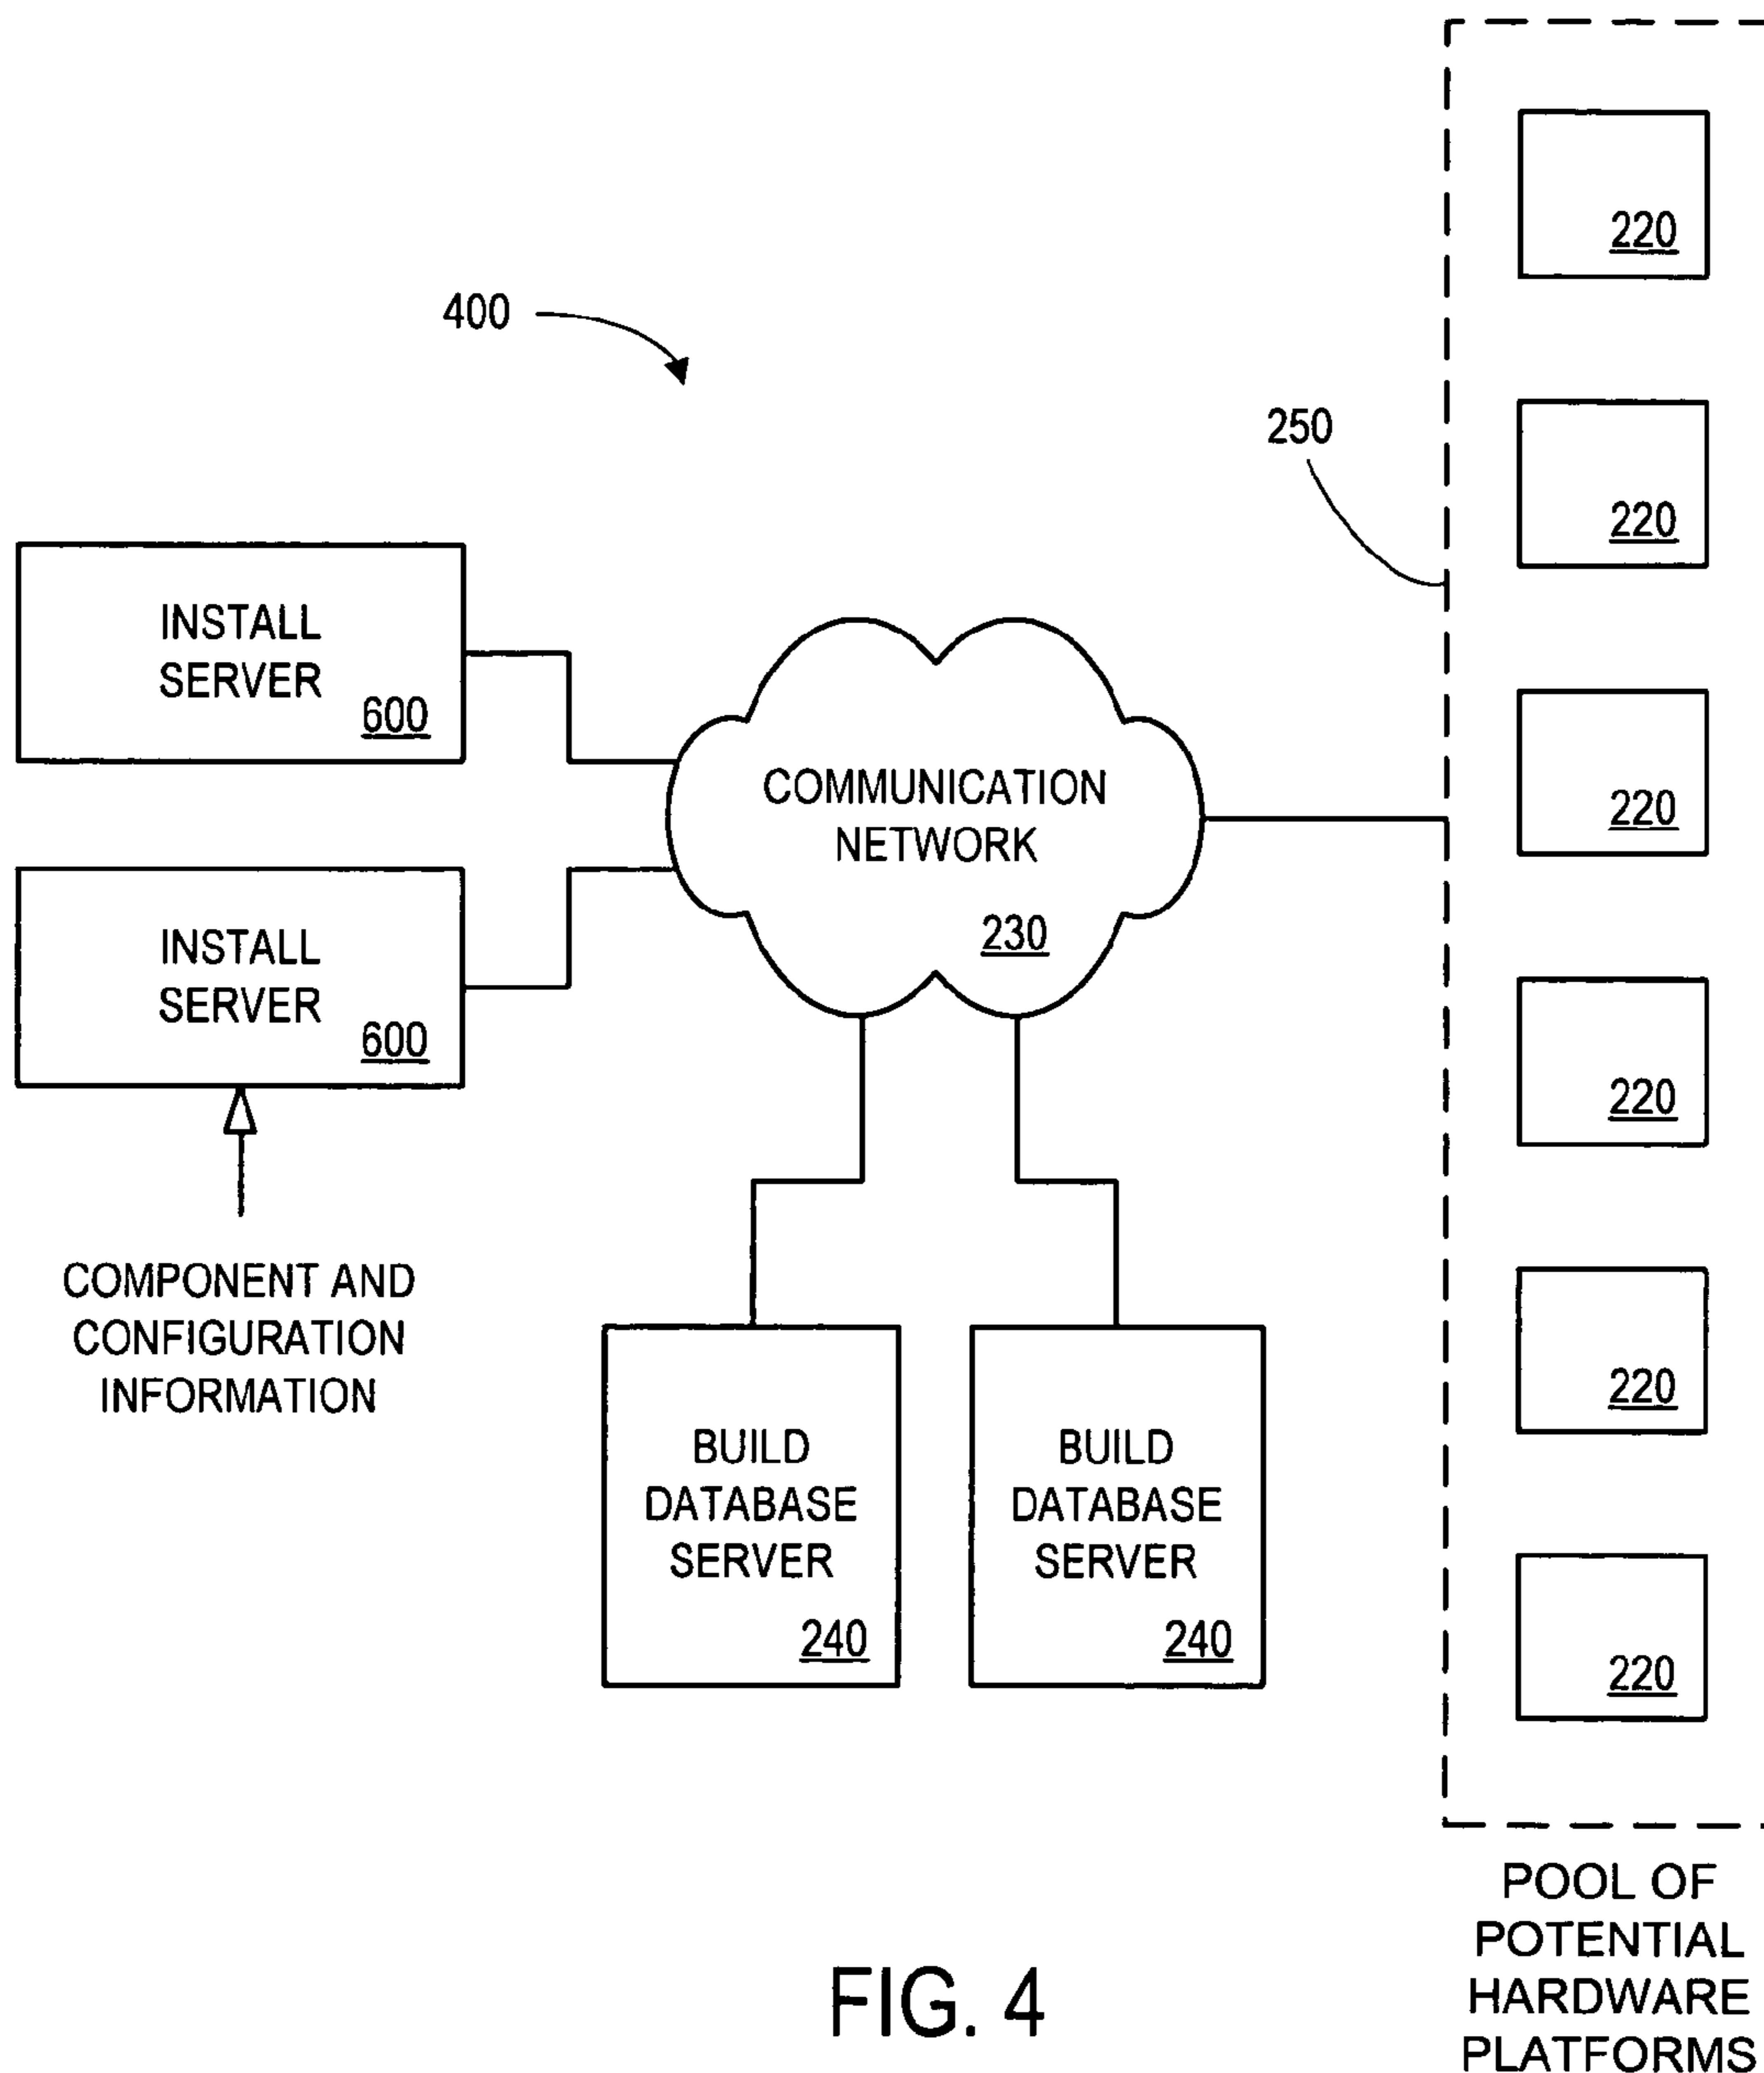 400
250
220
220
220
220
220
220
INSTALL
SERVER
600
INSTALL
SERVER
600
COMMUNICATION
NETWORK
230
COMPONENT AND
CONFIGURATION
INFORMATION
BUILD
DATABASE
SERVER
240
BUILD
DATABASE
SERVER
240
POOL OF
POTENTIAL
HARDWARE
PLATFORMS
FIG. 4